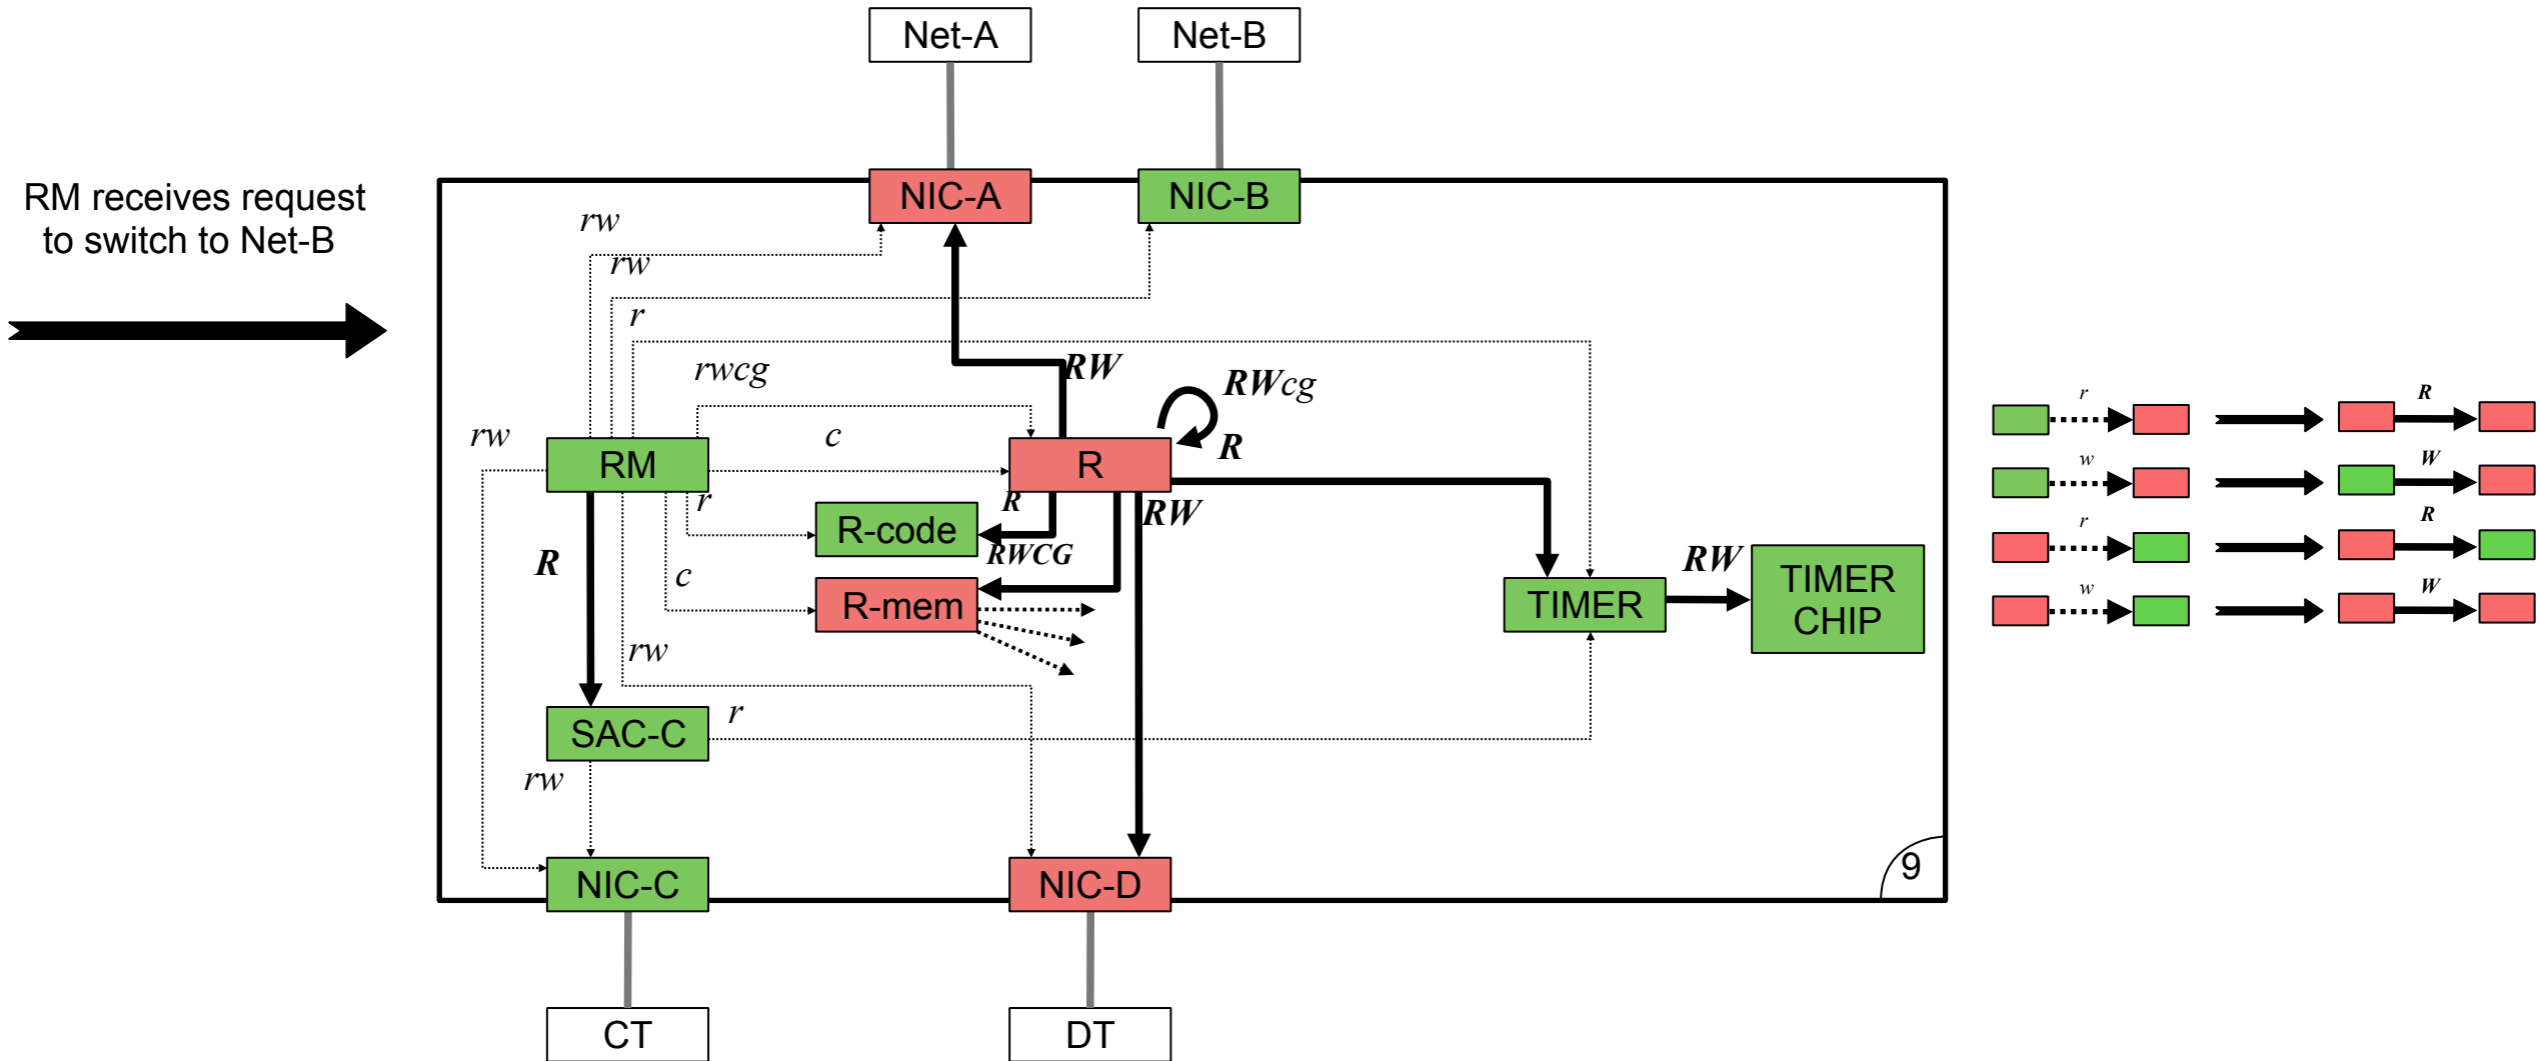 Net-A
Net-B
RM receives request
to switch to Net-B
NIC-A
NIC-B
rw
rw
r
rwcg
RW
RWcg
rw
c
R
RM
R
r
R
RW
R-code
RWCG
R
c
R-mem
RW
TIMER
TIMER
CHIP
rw
SAC-C
r
rw
NIC-C
NIC-D
9
CT
DT
r
R
w
W
r
R
w
W